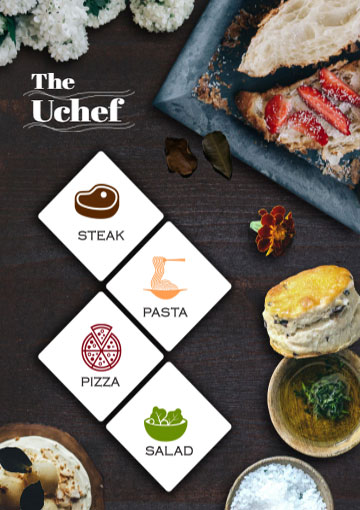 The
Uchef
STEAK
PASTA
PIZZA
SALAD